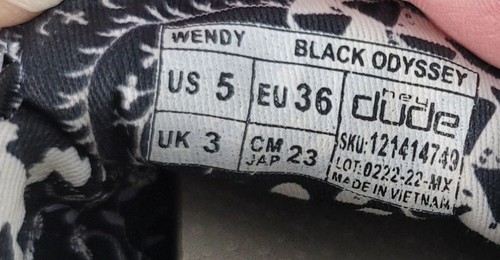 WENDY BLACK ODYSSEY
US 5 EU 36 hey dude
UK 3 CM JAP 23 SKU: 121414749
LOT: 0222-22-MX
MADE IN VIETNAM